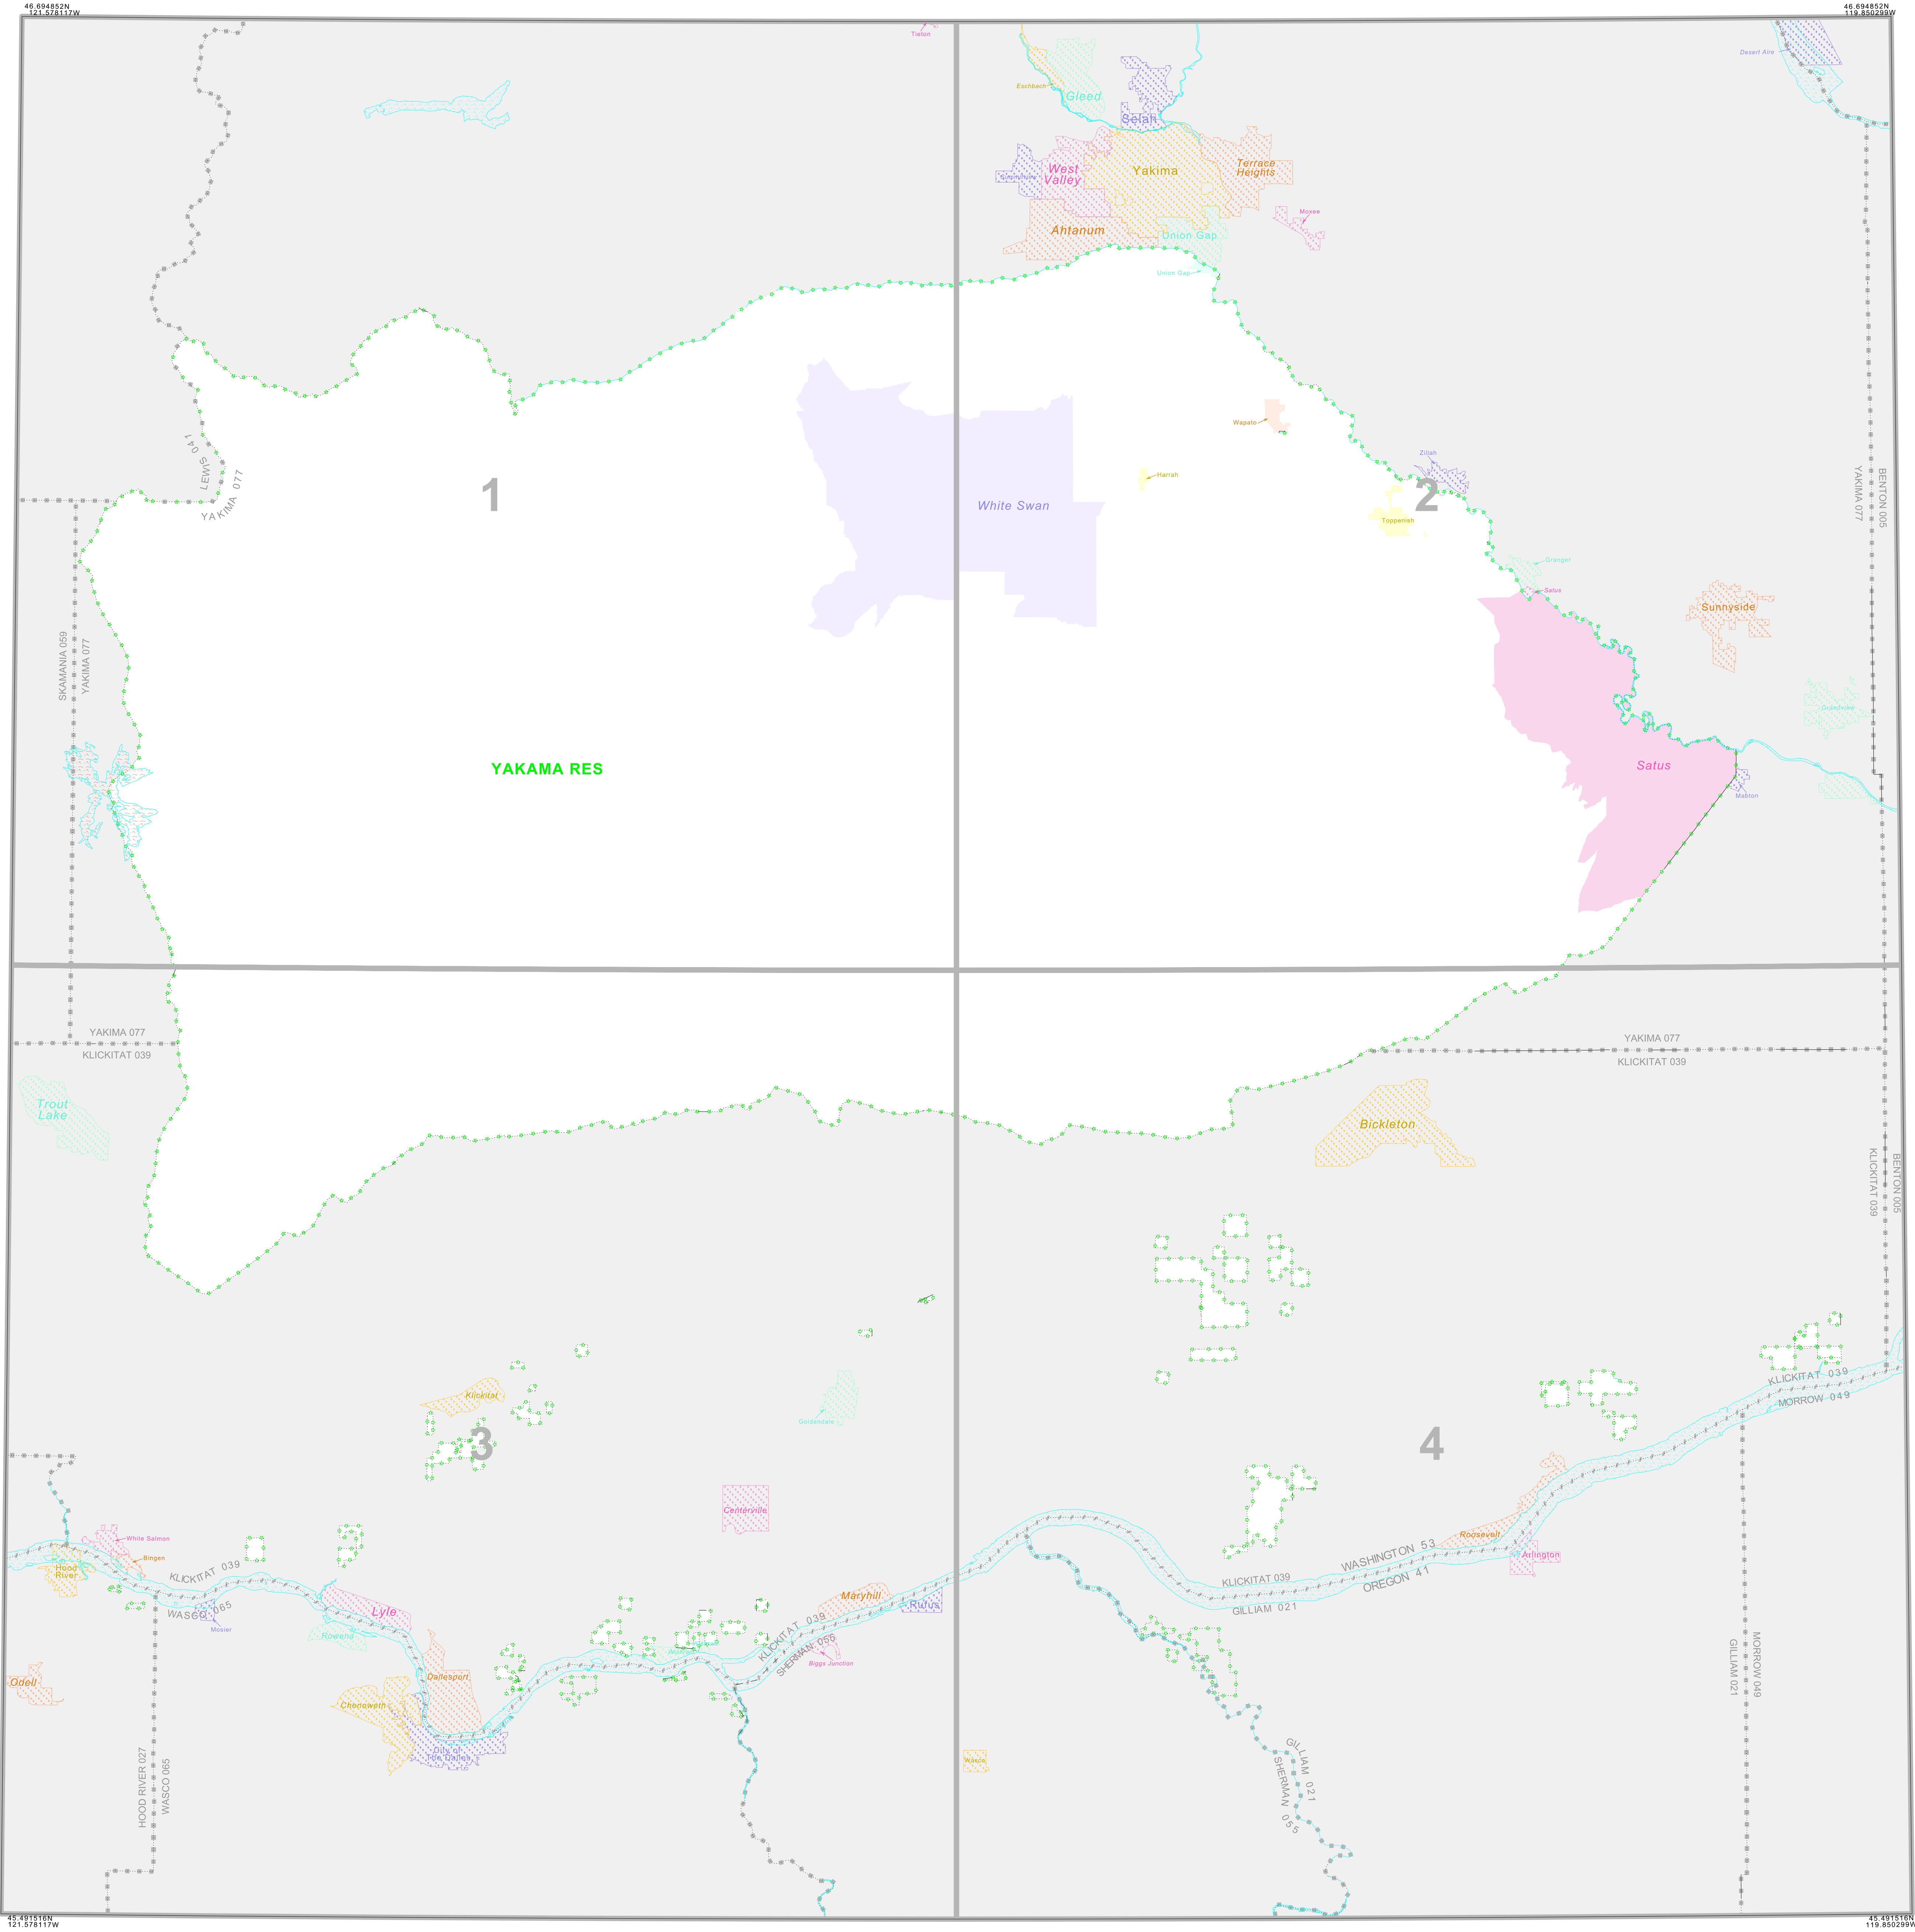 46.694852N
121.578117W
46.694852N
119.850299W
Tieton
Desert Aire
Eschbach
Gleed
Selah
West
Valley
Yakima
Terrace
Heights
Moxee
Ahtanum
Union Gap
Union Gap
Wapato
Zillah
Harrah
LEWIS 041
YAKIMA 077
1
2
White Swan
Toppenish
YAKIMA 077
BENTON 005
Granger
Satus
Sunnyside
SKAMANIA 059
YAKIMA 077
Grandview
YAKAMA RES
Satus
Mabton
YAKIMA 077
KLICKITAT 039
YAKIMA 077
KLICKITAT 039
Trout
Lake
Bickleton
KLICKITAT 039
BENTON 005
Klickitat
Goldendale
KLICKITAT 039
MORROW 049
3
4
Centerville
White Salmon
Bingen
Hood
River
KLICKITAT 039
WASCO 065
Mosier
Lyle
Rowena
Maryhill
Rufus
Roosevelt
Arlington
WASHINGTON 53
OREGON 41
KLICKITAT 039
GILLIAM 021
KLICKITAT 039
SHERMAN 055
Biggs Junction
Odell
Dallesport
Chenoweth
City of
The Dalles
Wasco
HOOD RIVER 027
WASCO 065
GILLIAM 021
SHERMAN 055
GILLIAM 021
MORROW 049
45.491516N
121.578117W
45.491516N
119.850299W